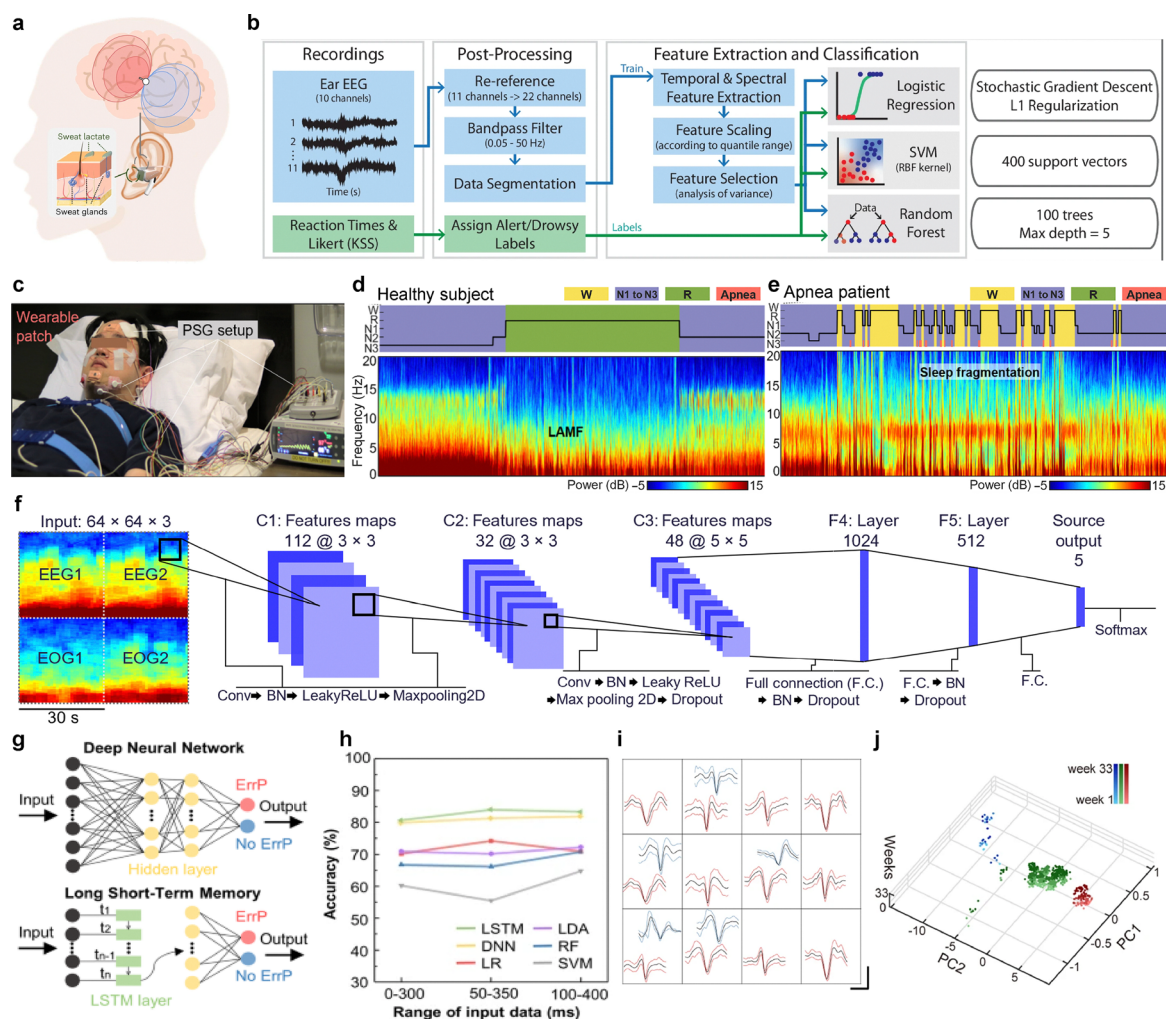 a
Sweat lactate
Sweat glands
b
Recordings
Ear EEG
(10 channels)
1
2
11
Time (s)
Reaction Times &
Likert (KSS)
Post-Processing
Re-reference
(11 channels -> 22 channels)
Bandpass Filter
(0.05 - 50 Hz)
Data Segmentation
Assign Alert/Drowsy
Labels
Train
Labels
Feature Extraction and Classification
Temporal & Spectral
Feature Extraction
Feature Scaling
(according to quantile range)
Feature Selection
(analysis of variance)
Logistic
Regression
SVM
(RBF kernel)
Data
Random
Forest
Stochastic Gradient Descent
L1 Regularization
400 support vectors
100 trees
Max depth = 5
c
Wearable
patch
PSG setup
d
Healthy subject
W
N1 to N3
R
Apnea
W
R
N1
N2
N3
20
15
10
5
0
Frequency (Hz)
LAMF
Power (dB)
−5
15
e
Apnea patient
W
N1 to N3
R
Apnea
W
R
N1
N2
N3
20
15
10
5
0
Sleep fragmentation
Power (dB)
−5
15
f
Input: 64 × 64 × 3
EEG1
EEG2
EOG1
EOG2
30 s
C1: Features maps
112 @ 3 × 3
C2: Features maps
32 @ 3 × 3
C3: Features maps
48 @ 5 × 5
F4: Layer
1024
F5: Layer
512
Source
output
5
Softmax
Conv BN LeakyReLU Maxpooling2D
Conv BN Leaky ReLU
Max pooling 2D Dropout
Full connection (F.C.)
BN Dropout
F.C. BN
Dropout
F.C.
g
Deep Neural Network
Input
ErrP
Output
No ErrP
Hidden layer
Long Short-Term Memory
Input
t1
t2
tn-1
tn
ErrP
Output
No ErrP
LSTM layer
h
100
90
80
70
60
50
40
30
Accuracy (%)
LSTM
DNN
LR
LDA
RF
SVM
0-300
50-350
100-400
Range of input data (ms)
i
j
week 33
week 1
Weeks
33
0
-10
-5
0
5
PC2
1
0.5
0
-0.5
-1
PC1